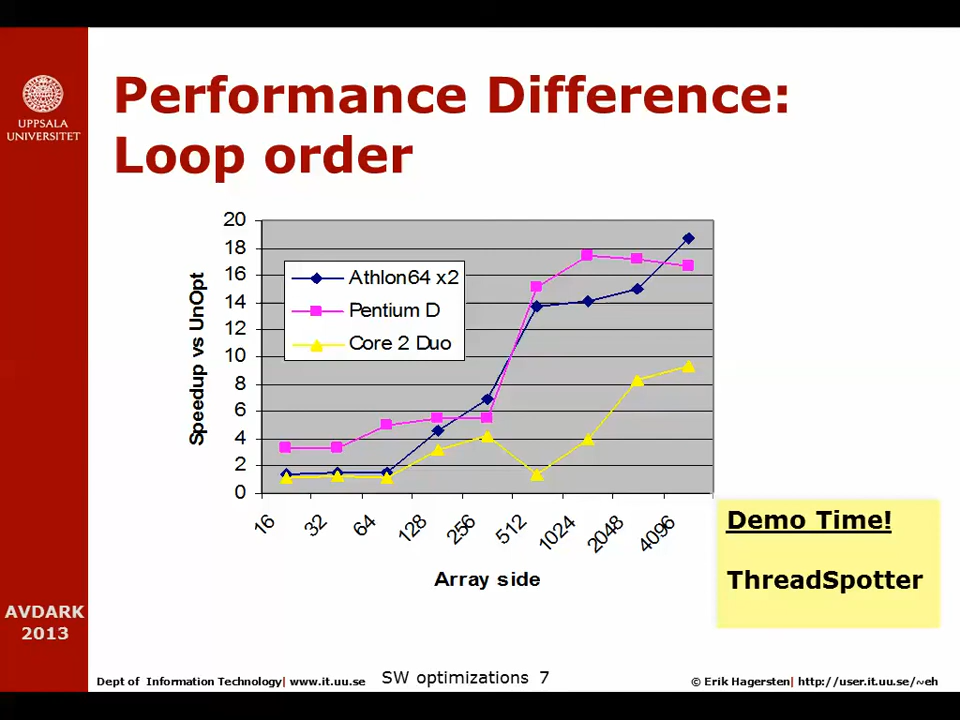 UPPSALA
UNIVERSITET
Performance Difference:
Loop order
20
18
16
14
12
10
8
6
4
2
0
Speedup vs UnOpt
Athlon64 x2
Pentium D
Core 2 Duo
16
32
64
128
256
512
1024
2048
4096
Array side
Demo Time!
ThreadSpotter
AVDARK
2013
Dept of Information Technology| www.it.uu.se
SW optimizations 7
© Erik Hagersten| http://user.it.uu.se/~eh